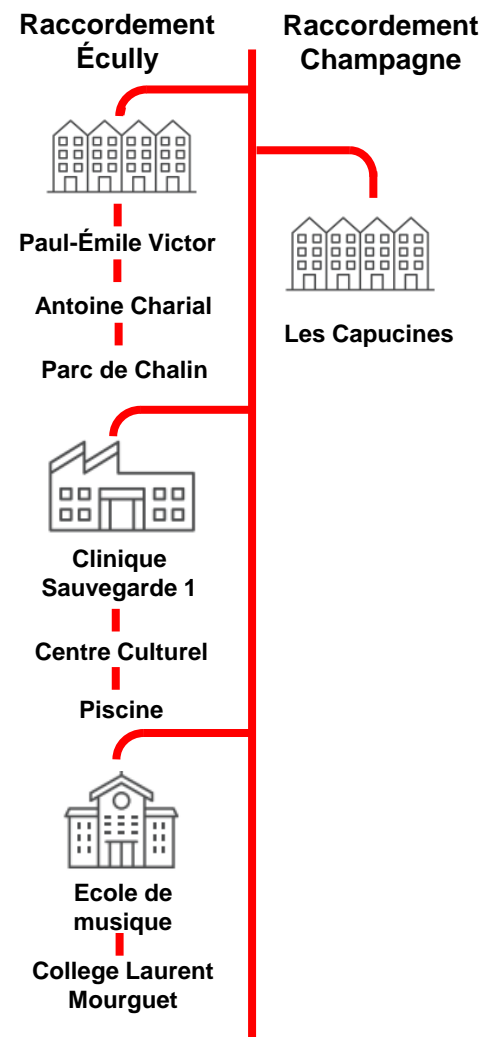 Raccordement
Écully
Raccordement
Champagne
Paul-Émile Victor
Antoine Charial
Parc de Chalin
Les Capucines
Clinique
Sauvegarde 1
Centre Culturel
Piscine
Ecole de
musique
College Laurent
Mourguet